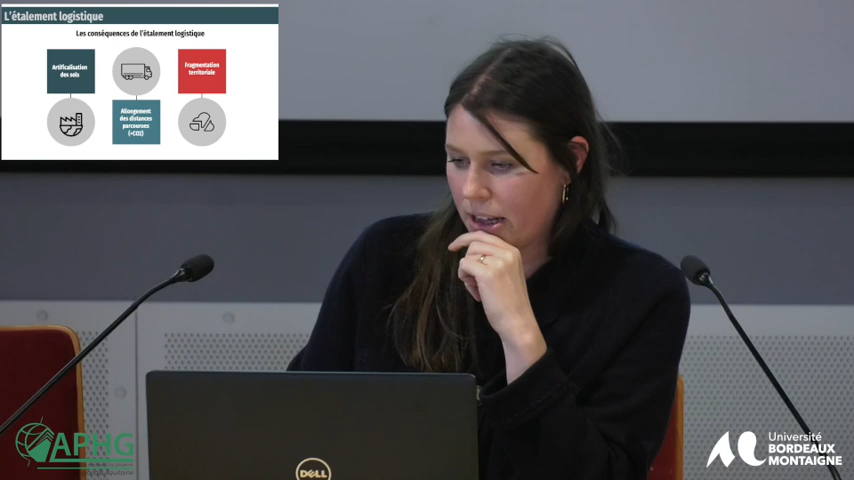 L'étalement logistique
Les conséquences de l'étalement logistique
Artificialisation
des sols
Allongement
des distances
parcourues
(+CO2)
Fragmentation
territoriale
DELL
APHG
Université
BORDEAUX
MONTAIGNE